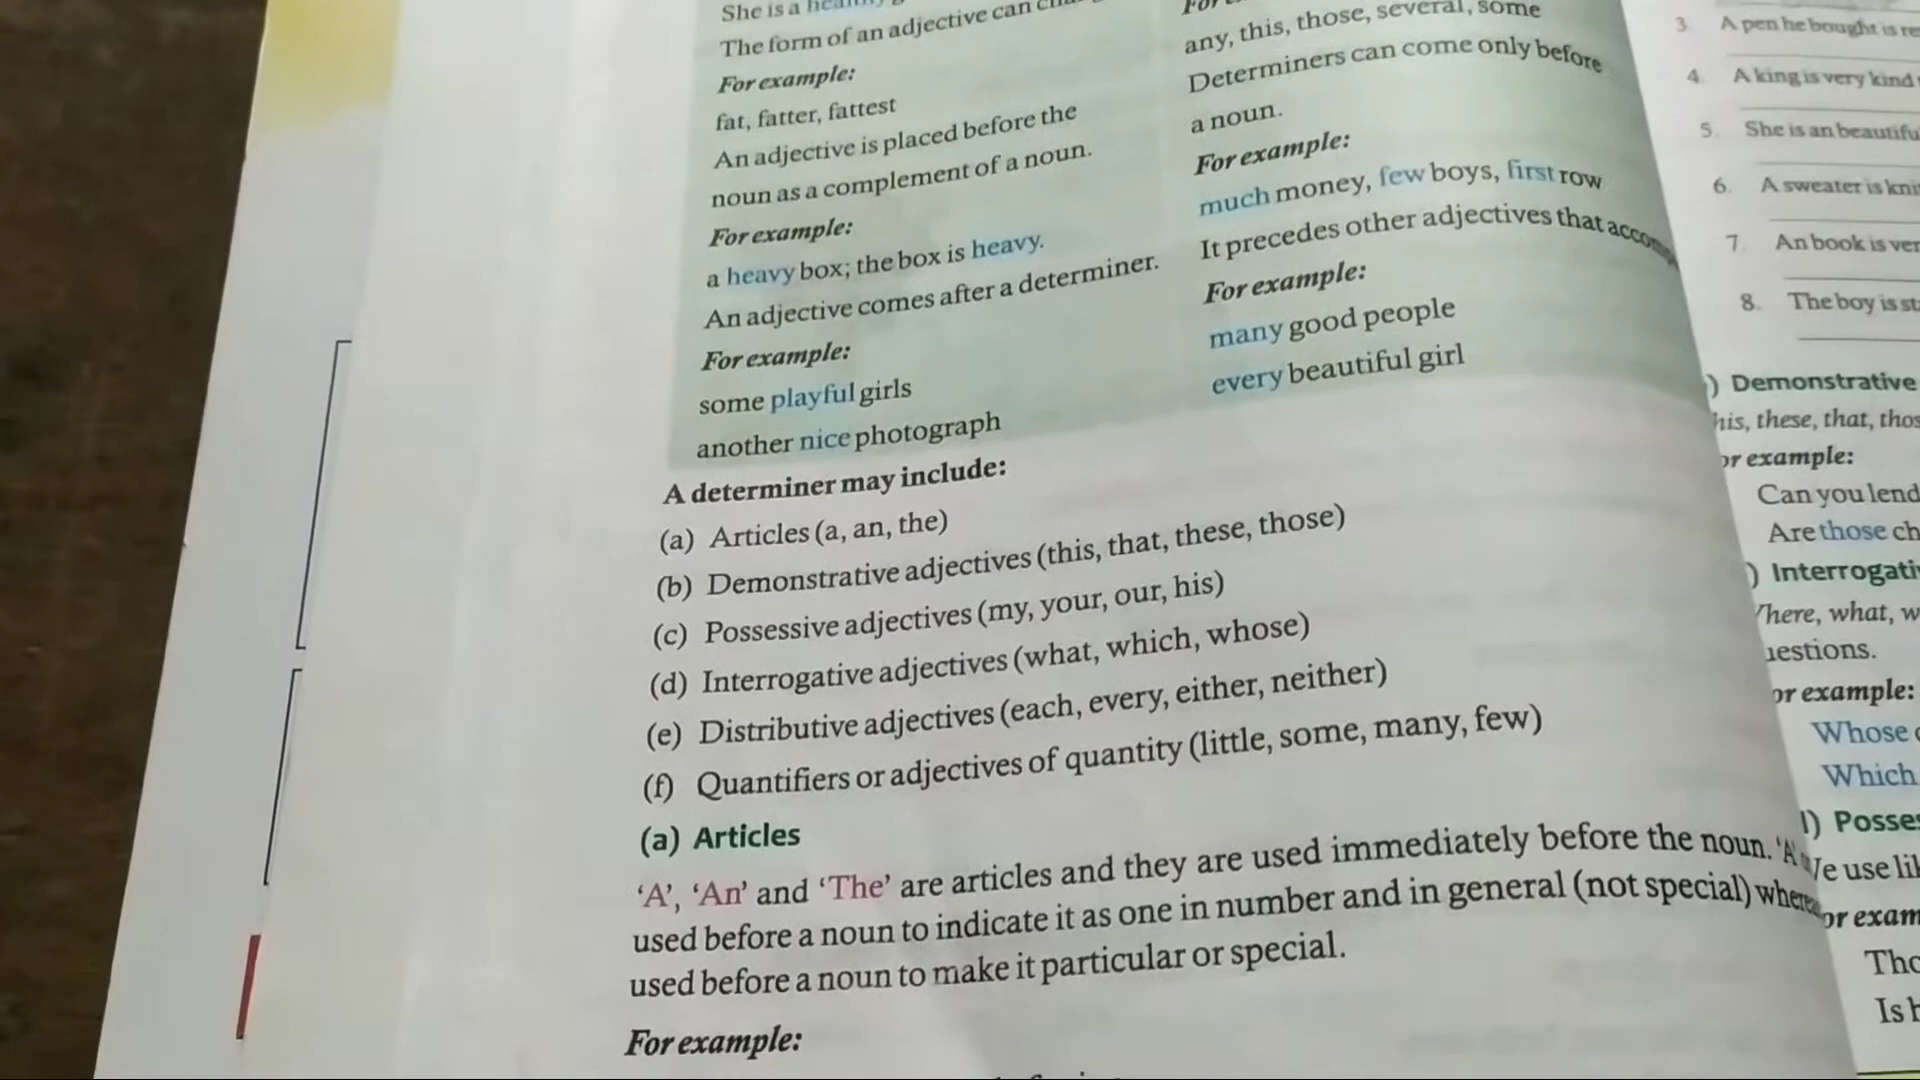 She is a
The form of an adjective can
For example:
fat, fatter, fattest
An adjective is placed before the
noun as a complement of a noun.
For example:
a heavy box; the box is heavy.
An adjective comes after a determiner.
For example:
some playful girls
another nice photograph
any, this, those, several, some
Determiners can come only before
a noun.
For example:
much money, few boys, first row
It precedes other adjectives that
For example:
many good people
every beautiful girl
A determiner may include:
(a) Articles (a, an, the)
(b) Demonstrative adjectives (this, that, these, those)
(c) Possessive adjectives (my, your, our, his)
(d) Interrogative adjectives (what, which, whose)
(e) Distributive adjectives (each, every, either, neither)
(f) Quantifiers or adjectives of quantity (little, some, many, few)
(a) Articles
‘A’, ‘An’ and ‘The’ are articles and they are used immediately before the noun. ‘A’
used before a noun to indicate it as one in number and in general (not special)
used before a noun to make it particular or special.
For example:
3. A pen he bought is
4. A king is very kind
5. She is an
6. A sweater is
7. An book is
8. The boy is
) Demonstrative
these, that,
example:
Can you lend
Are those
)
what,
example:
Whose
Which
)
use
Is